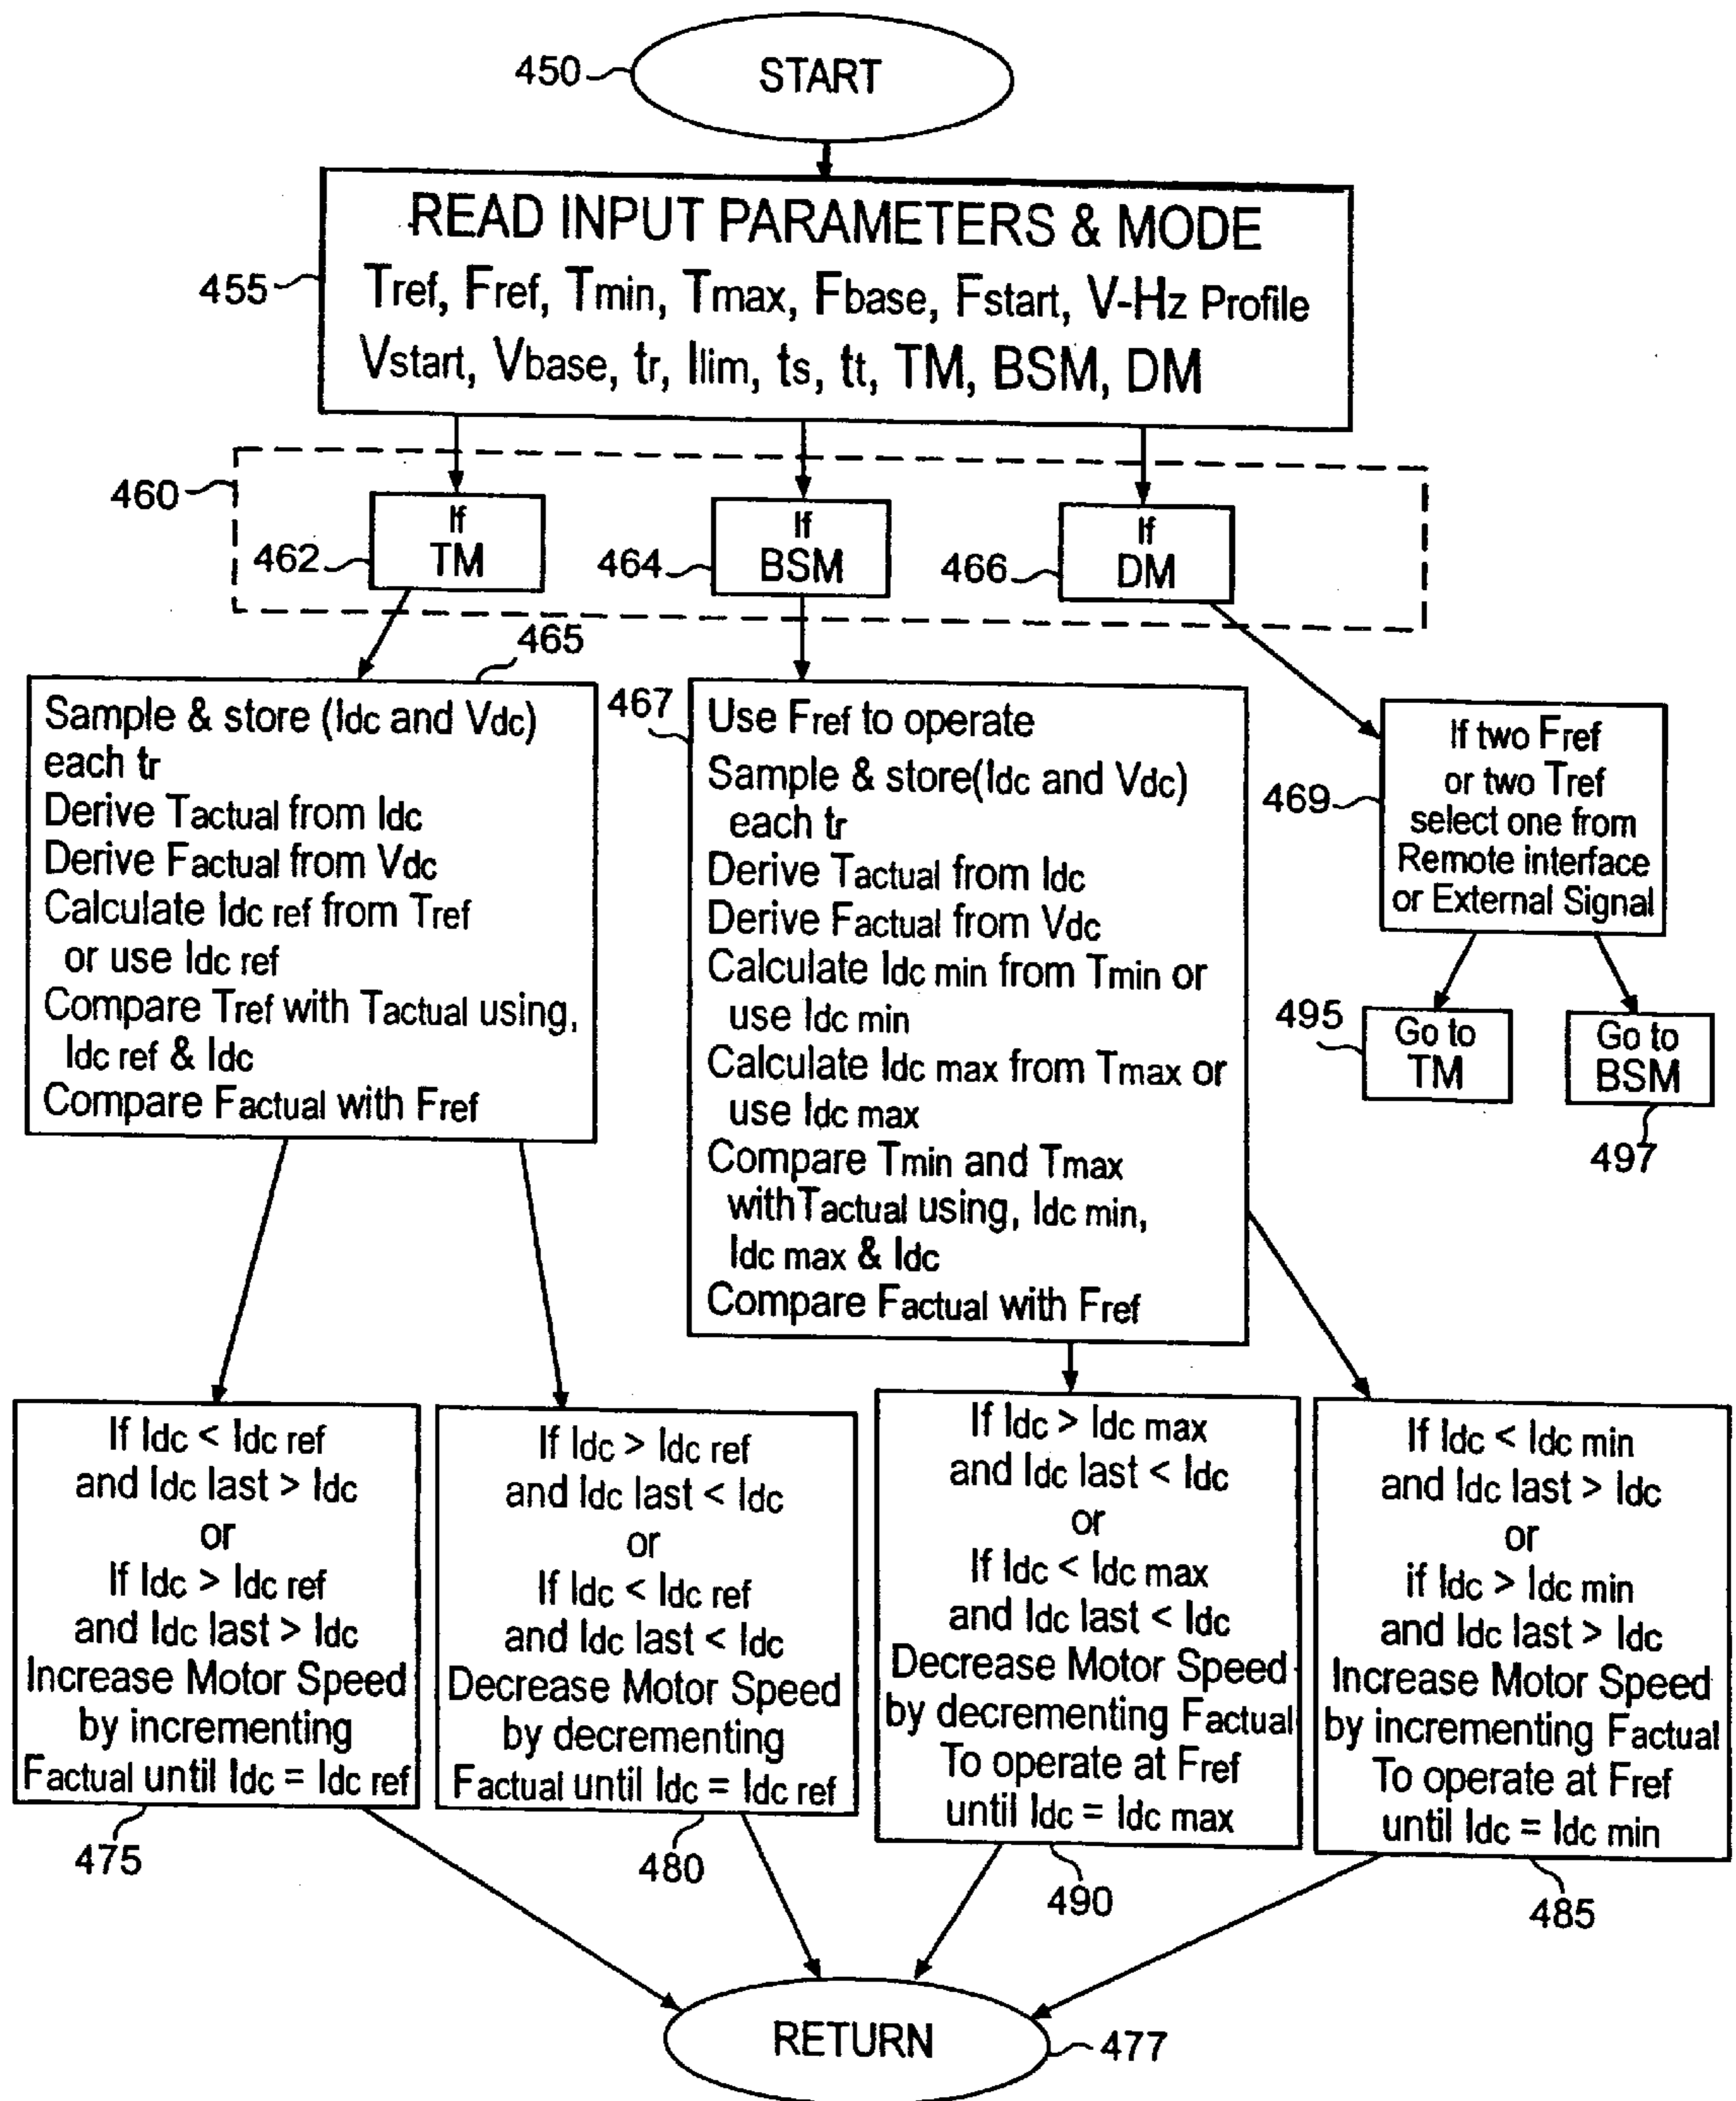 450
START
455
READ INPUT PARAMETERS & MODE
Tref, Fref, Tmin, Tmax, Fbase, Fstart, V-Hz Profile
Vstart, Vbase, tr, Ilim, ts, tt, TM, BSM, DM
460
462
If
TM
464
If
BSM
466
If
DM
465
Sample & store (Idc and Vdc)
each tr
Derive Tactual from Idc
Derive Factual from Vdc
Calculate Idc ref from Tref
or use Idc ref
Compare Tref with Tactual using,
Idc ref & Idc
Compare Factual with Fref
467
Use Fref to operate
Sample & store(Idc and Vdc)
each tr
Derive Tactual from Idc
Derive Factual from Vdc
Calculate Idc min from Tmin or
use Idc min
Calculate Idc max from Tmax or
use Idc max
Compare Tmin and Tmax
withTactual using, Idc min,
Idc max & Idc
Compare Factual with Fref
469
If two Fref
or two Tref
select one from
Remote interface
or External Signal
495
Go to
TM
Go to
BSM
497
If Idc < Idc ref
and Idc last > Idc
or
If Idc > Idc ref
and Idc last > Idc
Increase Motor Speed
by incrementing
Factual until Idc = Idc ref
475
If Idc > Idc ref
and Idc last < Idc
or
If Idc < Idc ref
and Idc last < Idc
Decrease Motor Speed
by decrementing
Factual until Idc = Idc ref
480
If Idc > Idc max
and Idc last < Idc
or
If Idc < Idc max
and Idc last < Idc
Decrease Motor Speed
by decrementing Factual
To operate at Fref
until Idc = Idc max
490
If Idc < Idc min
and Idc last > Idc
or
if Idc > Idc min
and Idc last > Idc
Increase Motor Speed
by incrementing Factual
To operate at Fref
until Idc = Idc min
485
RETURN
477